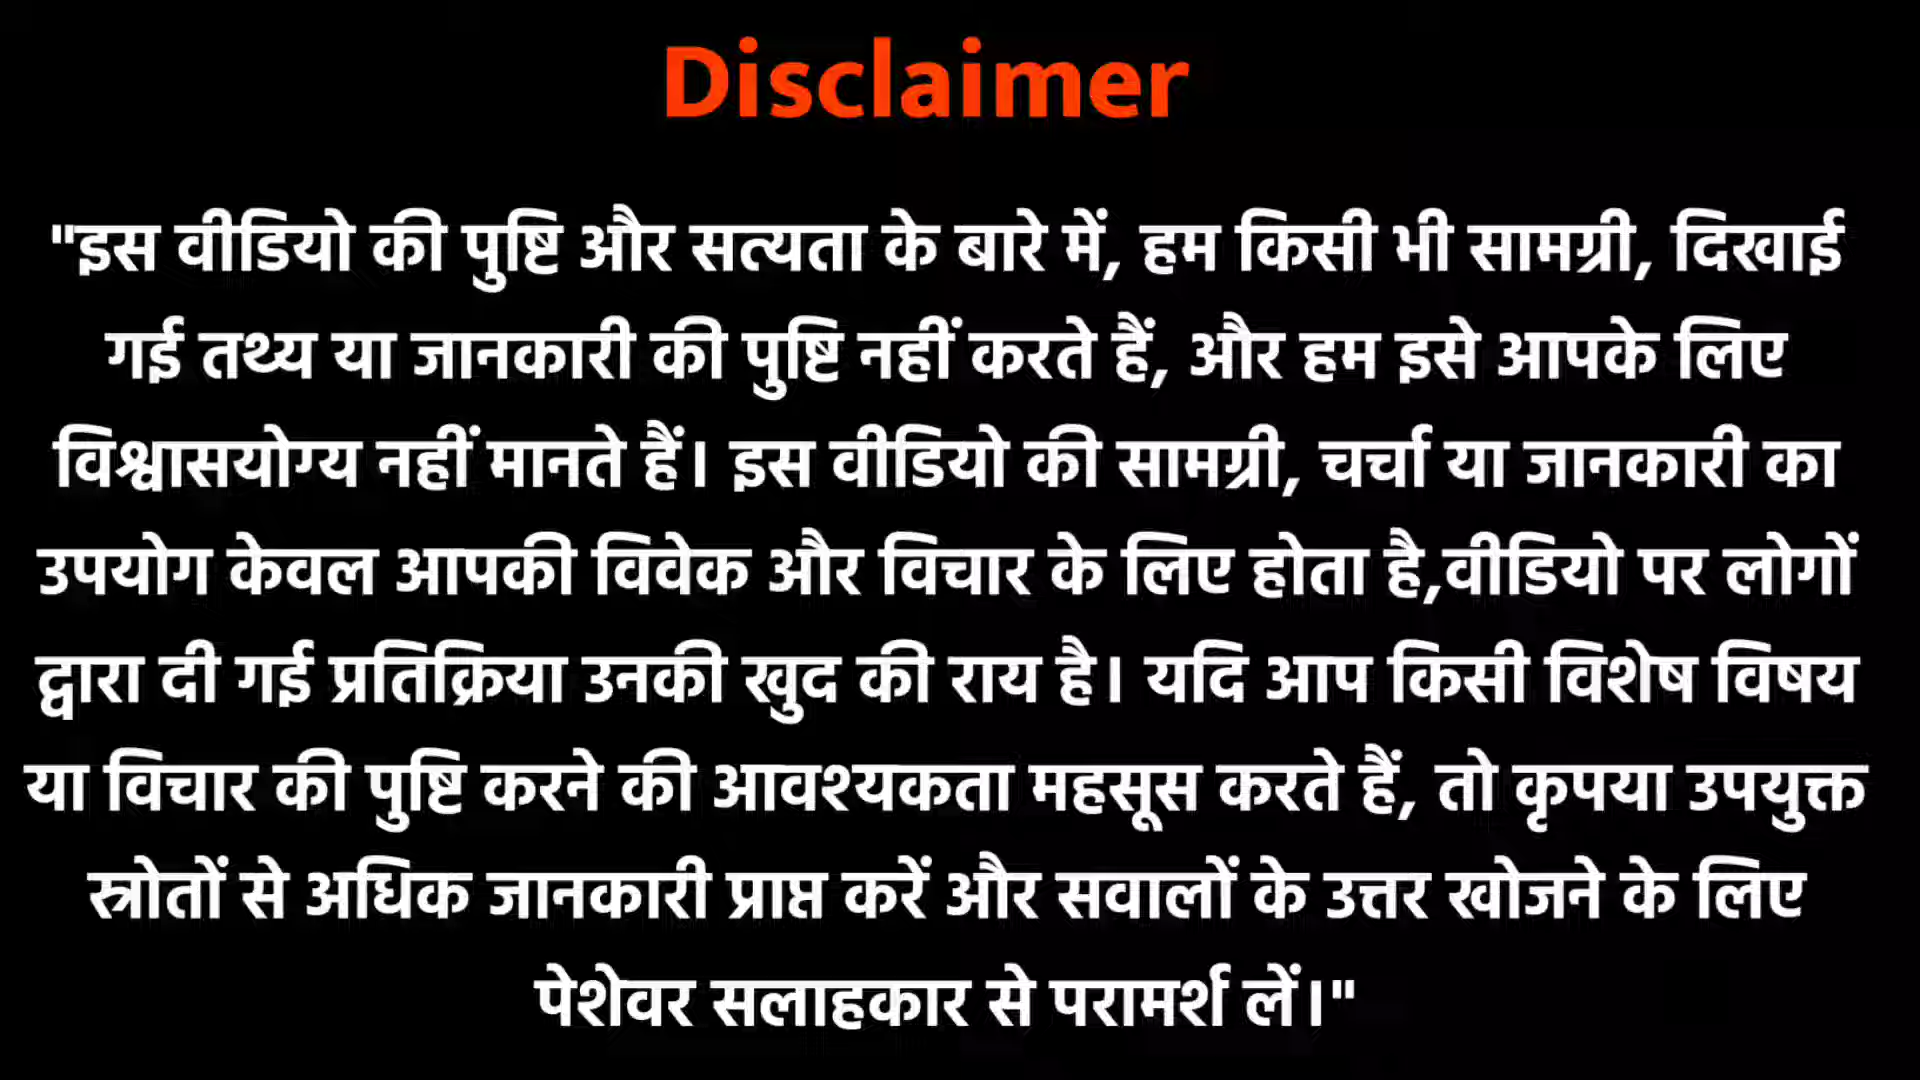 Disclaimer
"इस वीडियो की पुष्टि और सत्यता के बारे में, हम किसी भी सामग्री, दिखाई
गई तथ्य या जानकारी की पुष्टि नहीं करते हैं, और हम इसे आपके लिए
विश्वासयोग्य नहीं मानते हैं। इस वीडियो की सामग्री, चर्चा या जानकारी का
उपयोग केवल आपकी विवेक और विचार के लिए होता है,वीडियो पर लोगों
द्वारा दी गई प्रतिक्रिया उनकी खुद की राय है। यदि आप किसी विशेष विषय
या विचार की पुष्टि करने की आवश्यकता महसूस करते हैं, तो कृपया उपयुक्त
स्रोतों से अधिक जानकारी प्राप्त करें और सवालों के उत्तर खोजने के लिए
पेशेवर सलाहकार से परामर्श लें।"